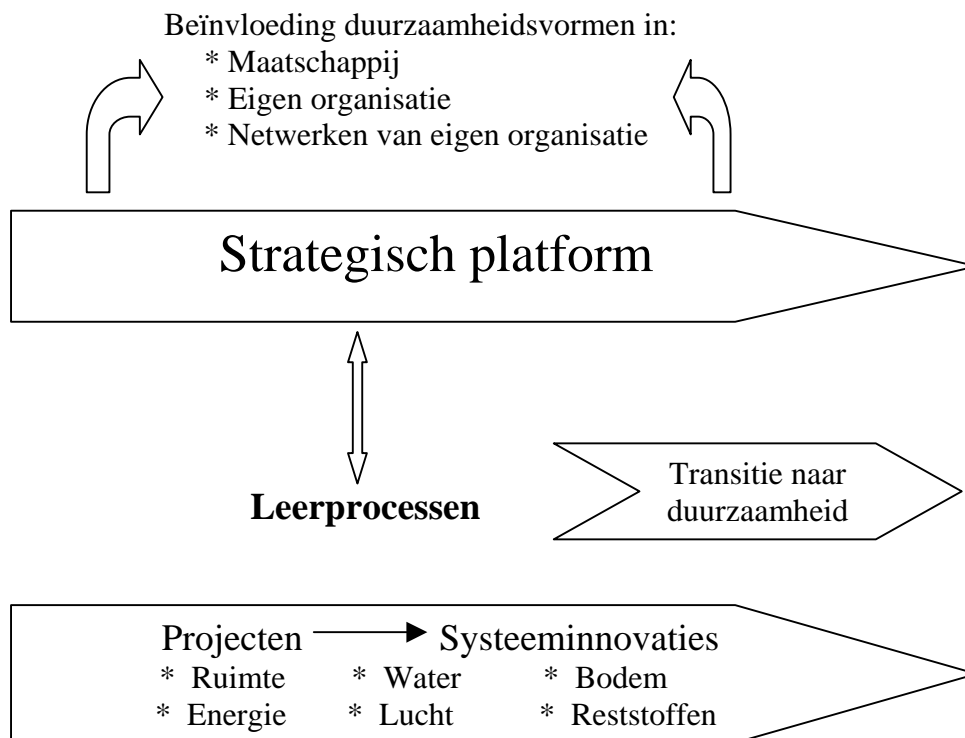 Beïnvloeding duurzaamheidsvormen in:
* Maatschappij
* Eigen organisatie
* Netwerken van eigen organisatie
Strategisch platform
Leerprocessen
Transitie naar
duurzaamheid
Projecten Systeeminnovaties
* Ruimte * Water * Bodem
* Energie * Lucht * Reststoffen